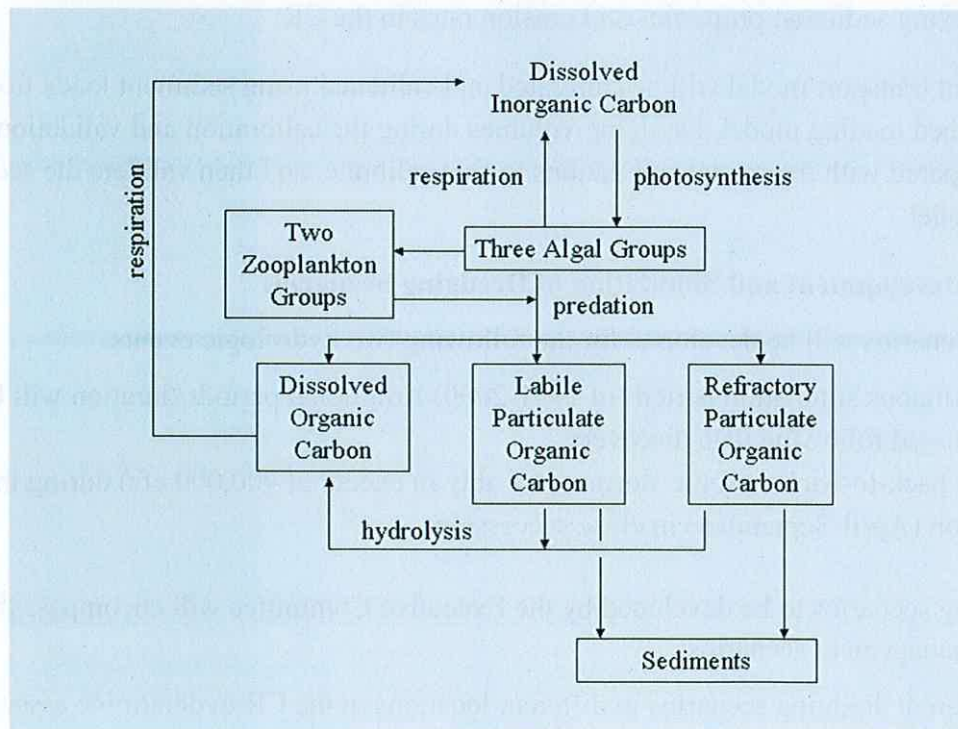 Dissolved
Inorganic Carbon
respiration
respiration
photosynthesis
Two
Zooplankton
Groups
Three Algal Groups
predation
Dissolved
Organic
Carbon
Labile
Particulate
Organic
Carbon
Refractory
Particulate
Organic
Carbon
hydrolysis
Sediments